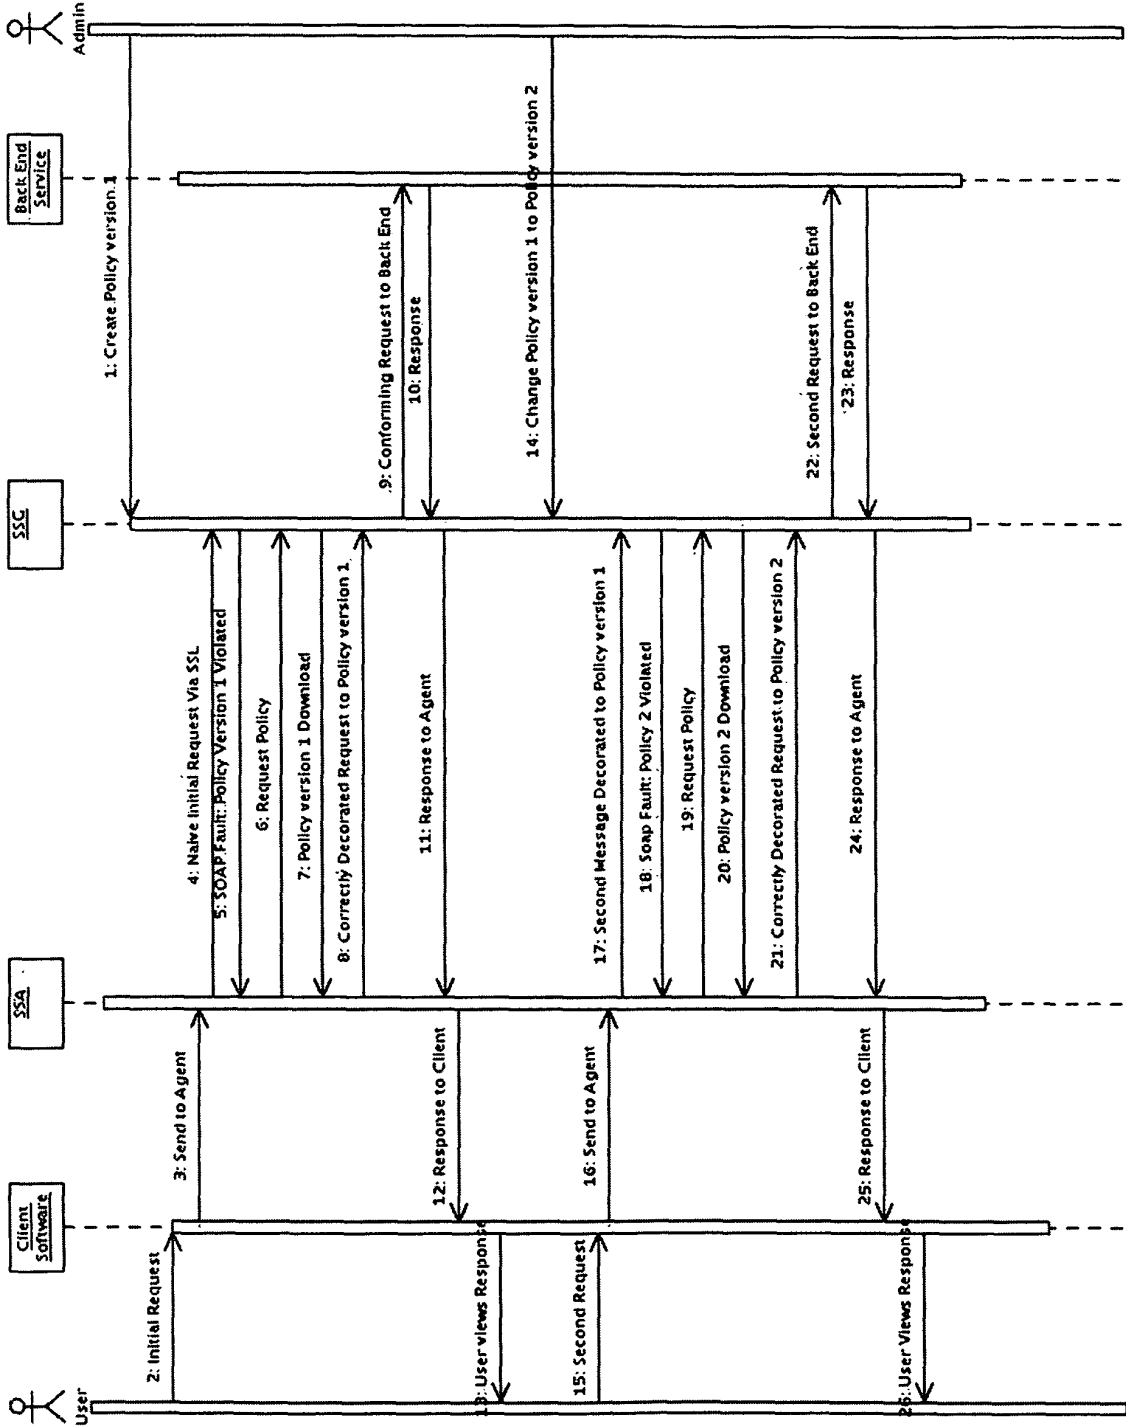 User
Client
Software
SSA
SSG
Back End
Service
Admin
1: Create Policy version 1
2: Initial Request
3: Send to Agent
4: Naive Initial Request Via SSL
5: SOAP Fault: Policy Version 1 Violated
6: Request Policy
7: Policy version 1 Download
8: Correctly Decorated Request to Policy version 1
9: Conforming Request to Back End
10: Response
11: Response to Agent
12: Response to Client
13: User views Response
14: Change Policy version 1 to Policy version 2
15: Second Request
16: Send to Agent
17: Second Message Decorated to Policy version 1
18: Soap Fault: Policy 2 Violated
19: Request Policy
20: Policy version 2 Download
21: Correctly Decorated Request to Policy version 2
22: Second Request to Back End
23: Response
24: Response to Agent
25: Response to Client
26: User Views Response